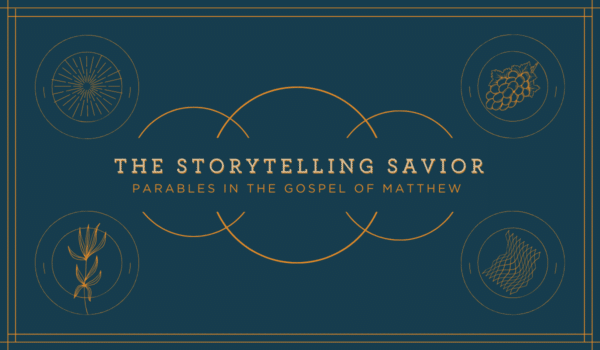 THE STORYTELLING SAVIOR
PARABLES IN THE GOSPEL OF MATTHEW